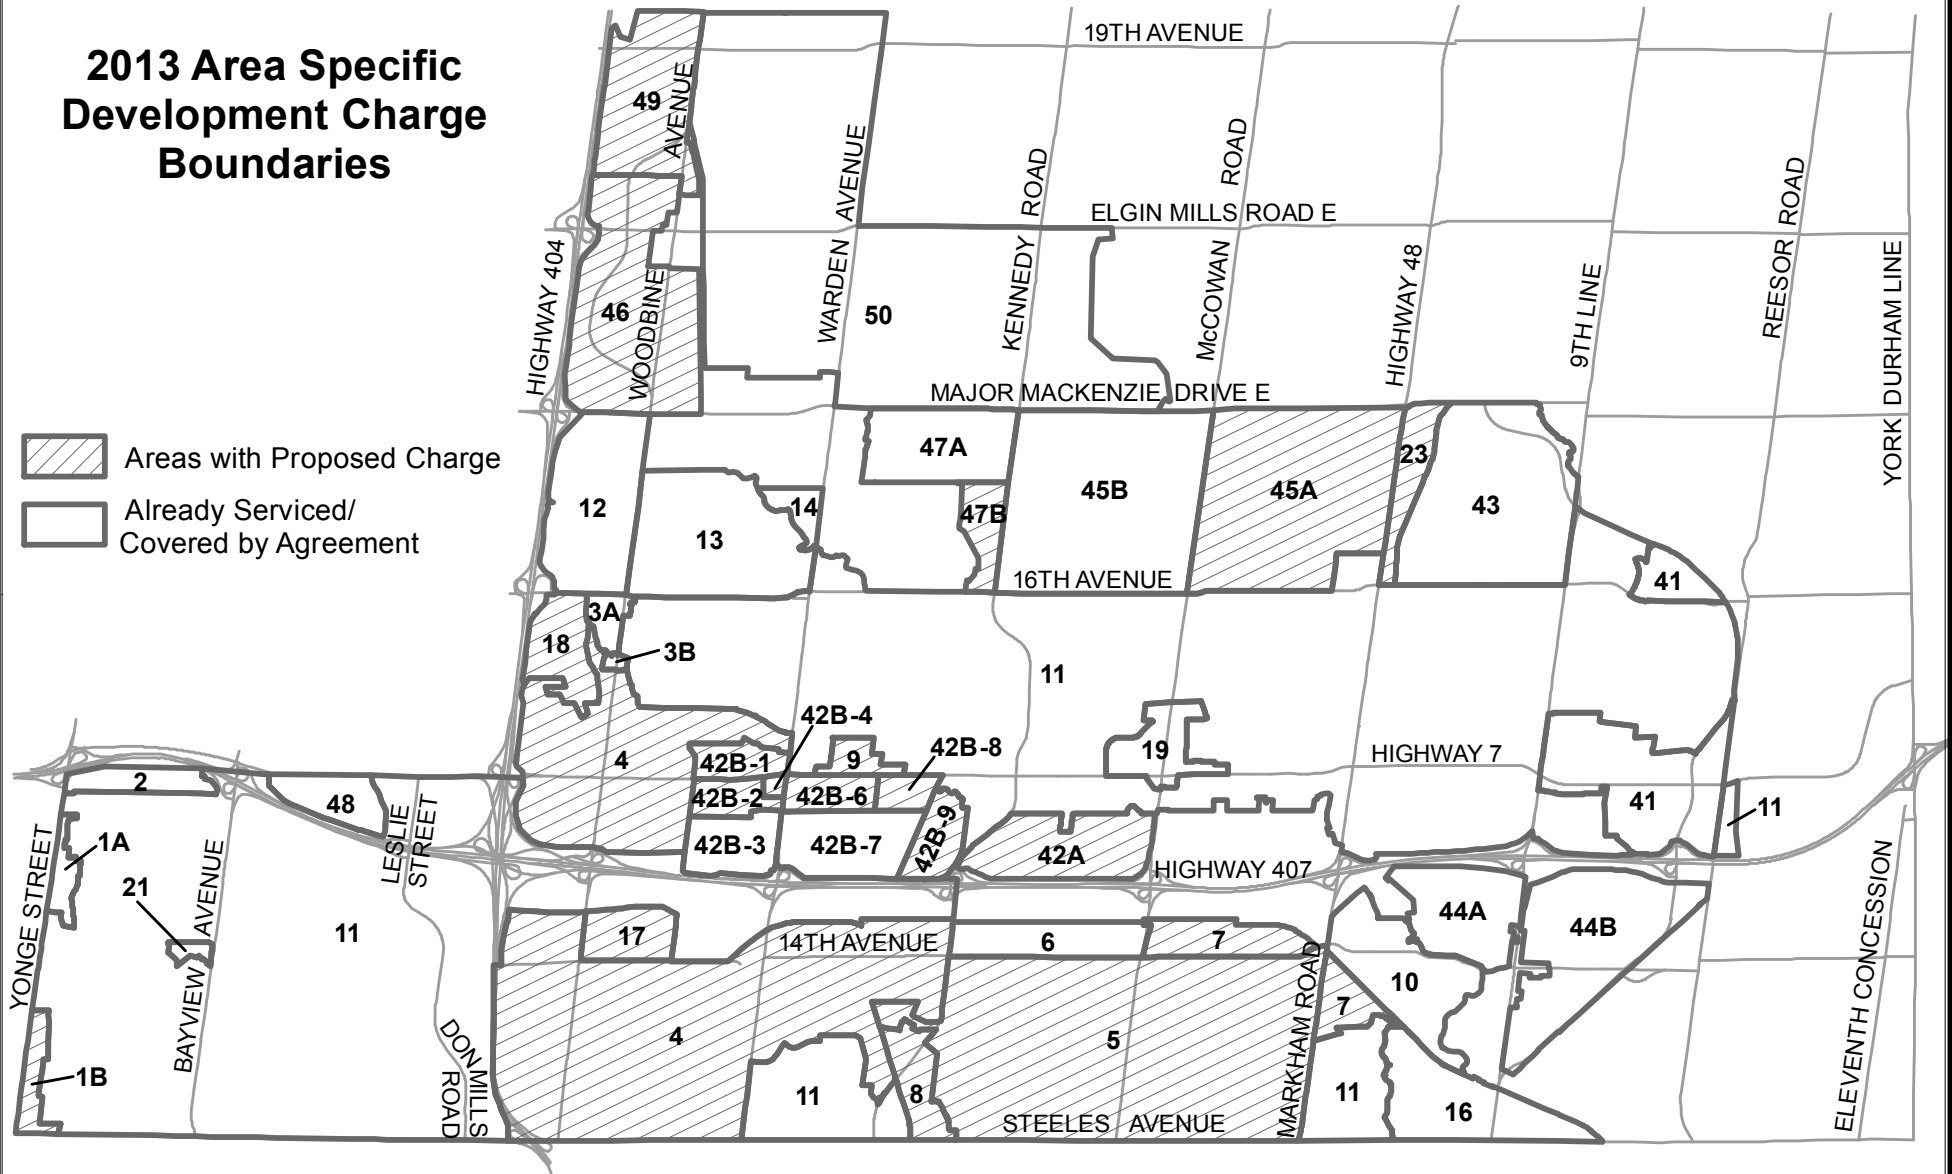 2013 Area Specific
Development Charge
Boundaries
Areas with Proposed Charge
Already Serviced/
Covered by Agreement
19TH AVENUE
ELGIN MILLS ROAD E
MAJOR MACKENZIE DRIVE E
16TH AVENUE
HIGHWAY 7
HIGHWAY 407
14TH AVENUE
STEELES AVENUE
YONGE STREET
BAYVIEW AVENUE
LESLIE
STREET
DON MILLS
ROAD
HIGHWAY 404
WOODBINE AVENUE
WARDEN AVENUE
KENNEDY ROAD
McCOWAN ROAD
HIGHWAY 48
MARKHAM ROAD
9TH LINE
REESOR ROAD
ELEVENTH CONCESSION
YORK DURHAM LINE
49
46
50
47A
47B
45B
45A
23
43
12
13
14
41
3A
3B
18
11
4
42B-4
42B-1
9
42B-8
42B-2
42B-6
42B-3
42B-7
42B-9
42A
19
41
11
2
48
1A
21
11
1B
17
6
7
44A
44B
10
7
4
5
8
11
11
16